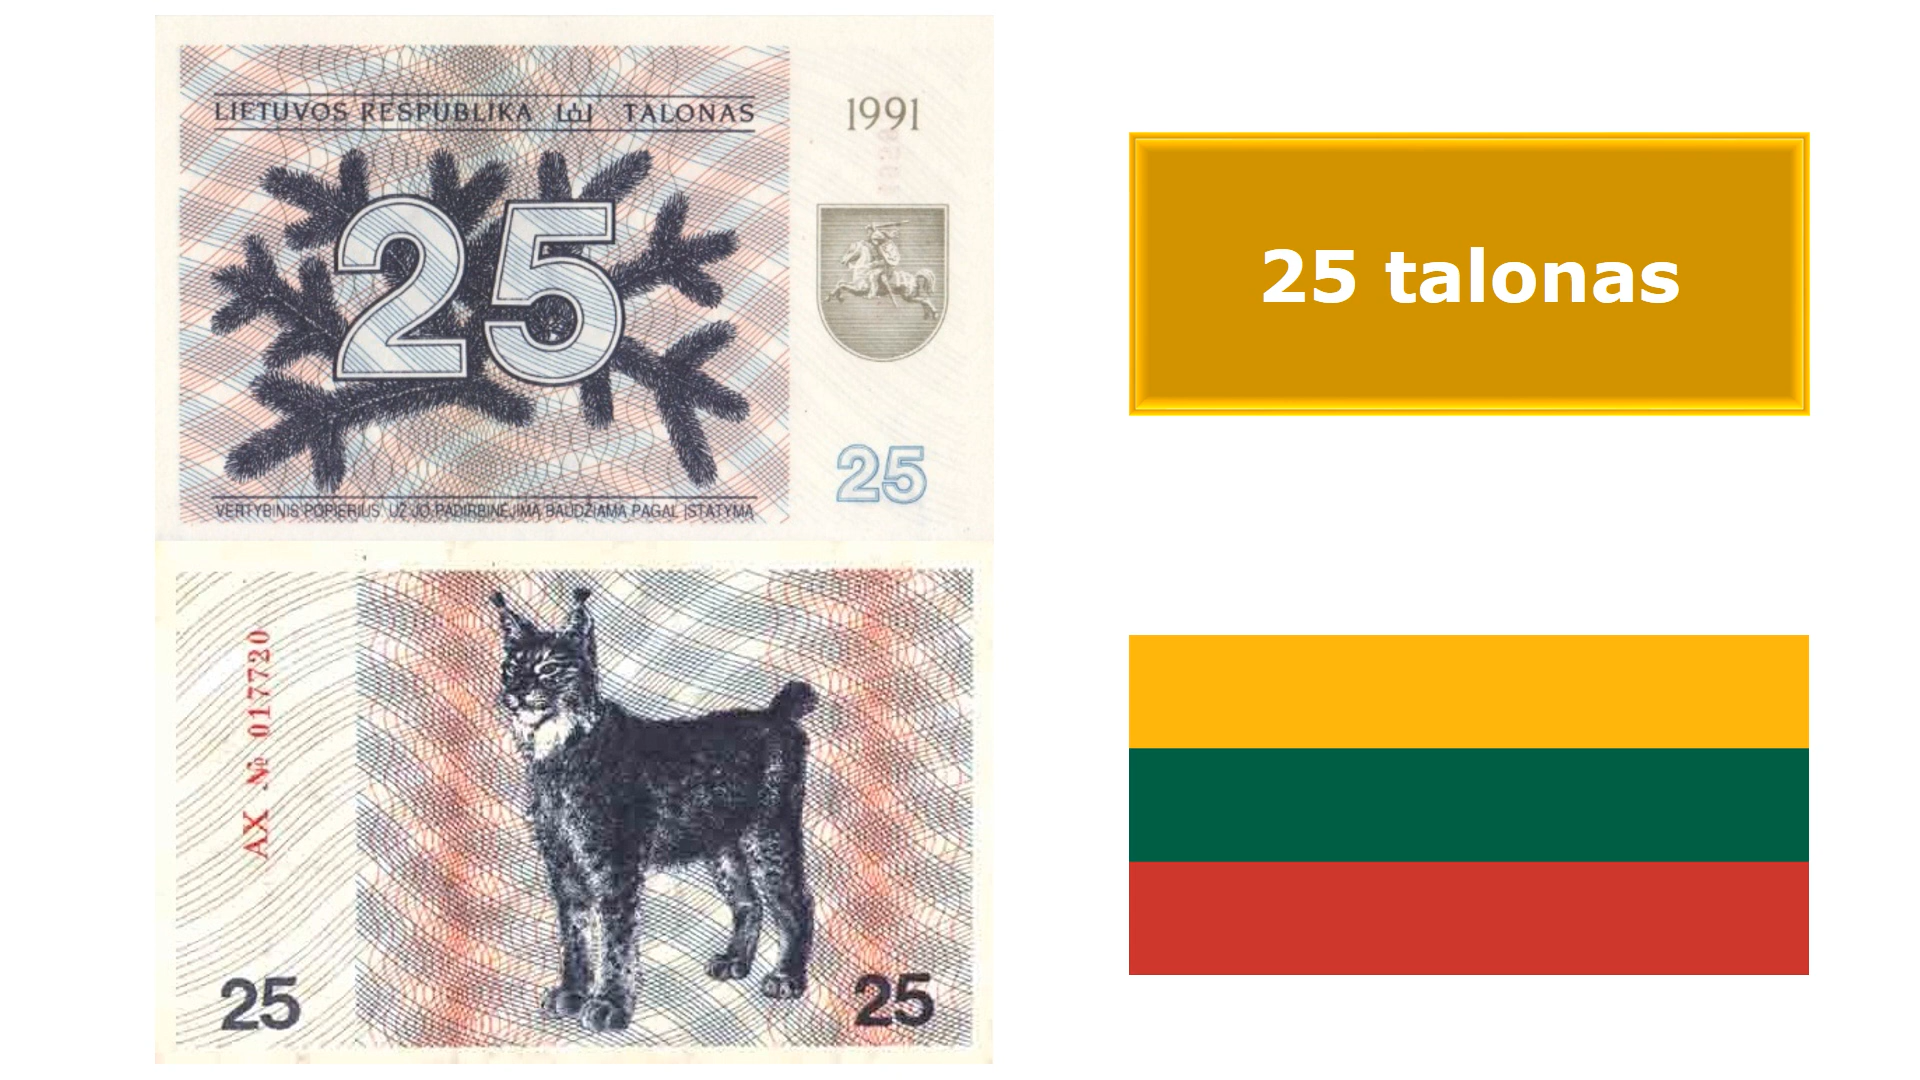 LIETUVOS RESPUBLIKA TALONAS
1991
25
25
VERTYBINIS POPIERIUS UŽ JO PADIRBINĖJIMĄ BAUDŽIAMA PAGAL ĮSTATYMĄ
AX № 017720
25
25
25 talonas